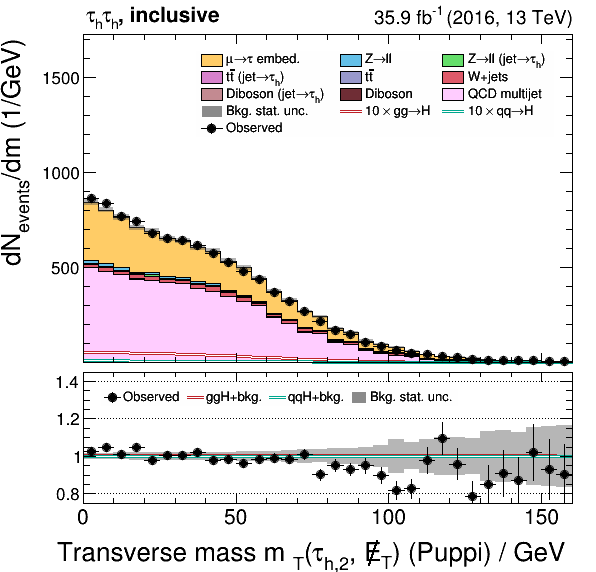 τhτh, inclusive 35.9 fb-1 (2016, 13 TeV)
dNevents/dm (1/GeV)
1500
1000
500
μ→τ embed. Z→ll Z→ll (jet→τh)
tt̄ (jet→τh) tt̄ W+jets
Diboson (jet→τh) Diboson QCD multijet
Bkg. stat. unc. 10 × gg→H 10 × qq→H
Observed
1.4
1.2
1
0.8
Observed ggH+bkg. qqH+bkg. Bkg. stat. unc.
0 50 100 150
Transverse mass m T(τh,2, E̸T) (Puppi) / GeV